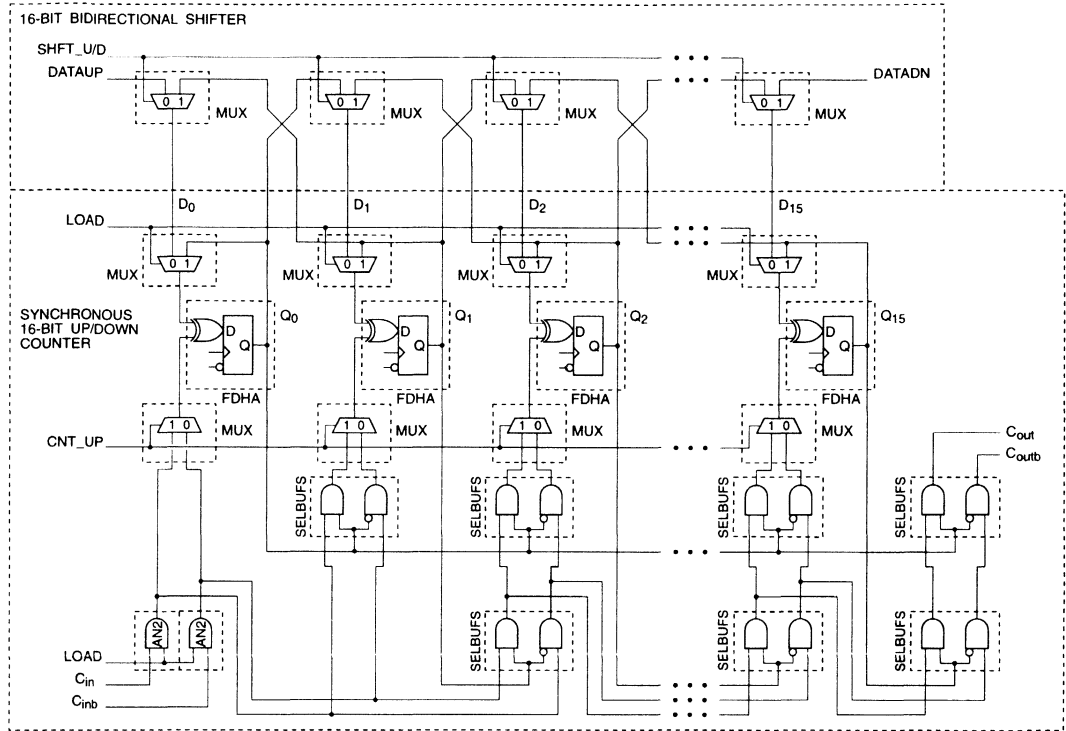 16-BIT BIDIRECTIONAL SHIFTER
SHFT_U/D
DATAUP
DATADN
0 1
MUX
0 1
MUX
0 1
MUX
0 1
MUX
D0
D1
D2
D15
LOAD
0 1
MUX
0 1
MUX
0 1
MUX
0 1
MUX
SYNCHRONOUS
16-BIT UP/DOWN
COUNTER
D
Q
Q0
FDHA
D
Q
Q1
FDHA
D
Q
Q2
FDHA
D
Q
Q15
FDHA
CNT_UP
1 0
MUX
1 0
MUX
1 0
MUX
1 0
MUX
Cout
Coutb
SELBUFS
SELBUFS
SELBUFS
SELBUFS
AN2
AN2
SELBUFS
SELBUFS
SELBUFS
LOAD
Cin
Cinb